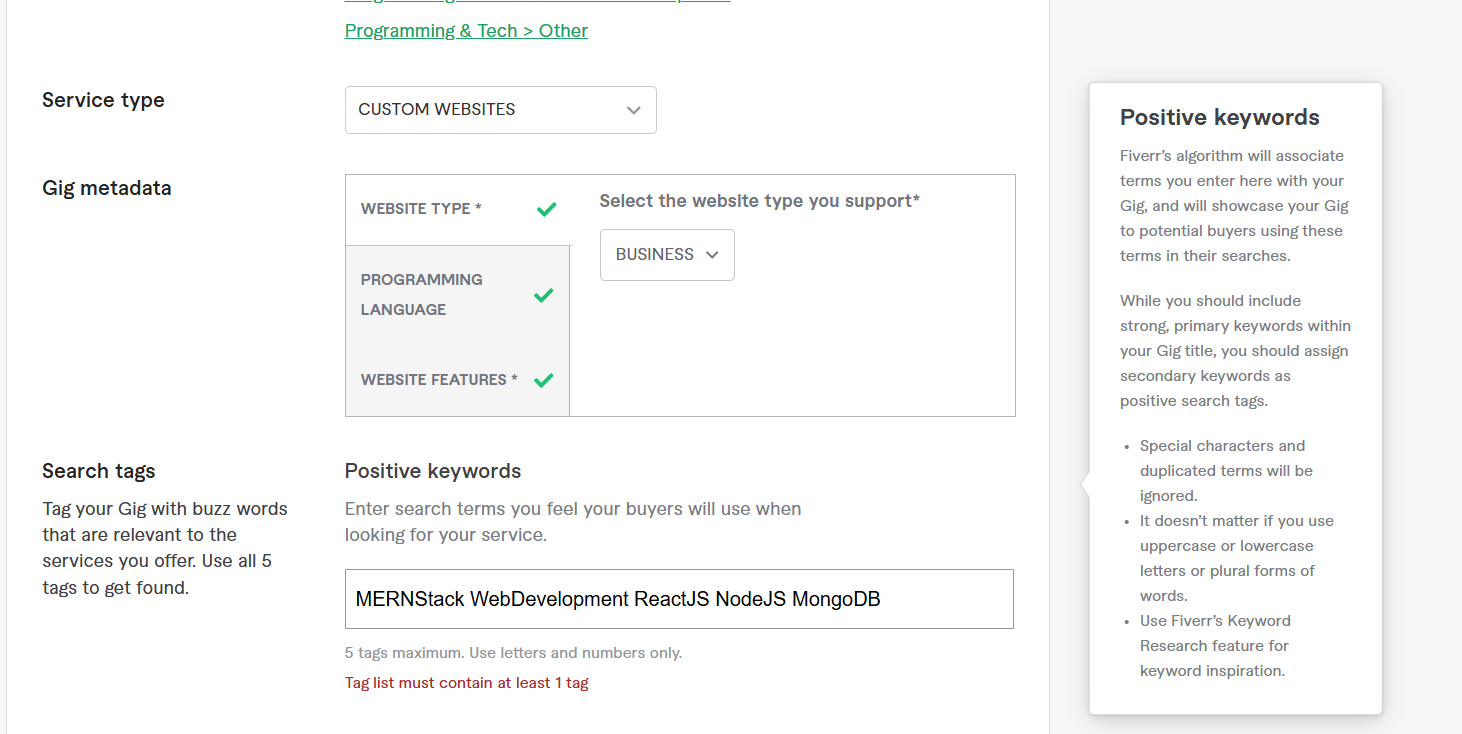 Programming & Tech > Other
Service type
CUSTOM WEBSITES
Gig metadata
WEBSITE TYPE *
PROGRAMMING
LANGUAGE
WEBSITE FEATURES *
Select the website type you support*
BUSINESS
Search tags
Tag your Gig with buzz words
that are relevant to the
services you offer. Use all 5
tags to get found.
Positive keywords
Enter search terms you feel your buyers will use when
looking for your service.
MERNStack WebDevelopment ReactJS NodeJS MongoDB
5 tags maximum. Use letters and numbers only.
Tag list must contain at least 1 tag
Positive keywords
Fiverr's algorithm will associate
terms you enter here with your
Gig, and will showcase your Gig
to potential buyers using these
terms in their searches.
While you should include
strong, primary keywords within
your Gig title, you should assign
secondary keywords as
positive search tags.
• Special characters and
duplicated terms will be
ignored.
• It doesn't matter if you use
uppercase or lowercase
letters or plural forms of
words.
• Use Fiverr's Keyword
Research feature for
keyword inspiration.